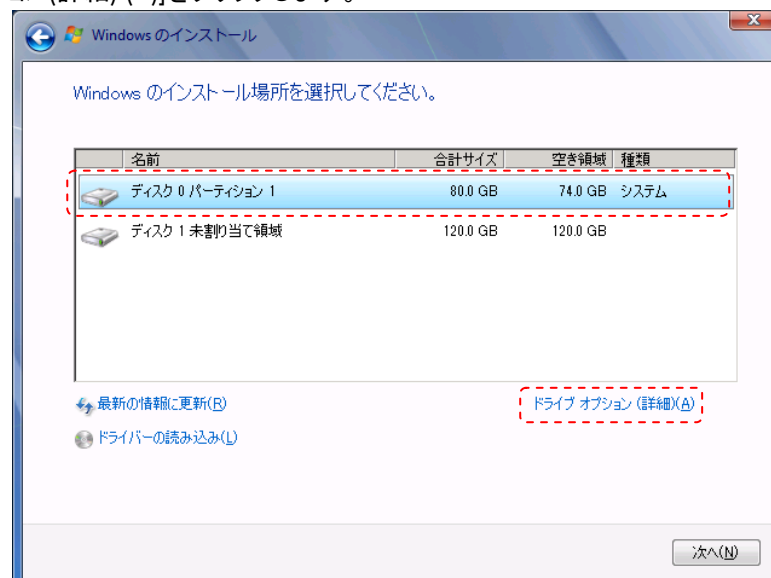 Windows のインストール
Windows のインストール場所を選択してください。
名前 合計サイズ 空き領域 種類
ディスク 0 パーティション 1 80.0 GB 74.0 GB システム
ディスク 1 未割り当て領域 120.0 GB 120.0 GB
最新の情報に更新(R) ドライブ オプション (詳細)(A)
ドライバーの読み込み(L)
次へ(N)